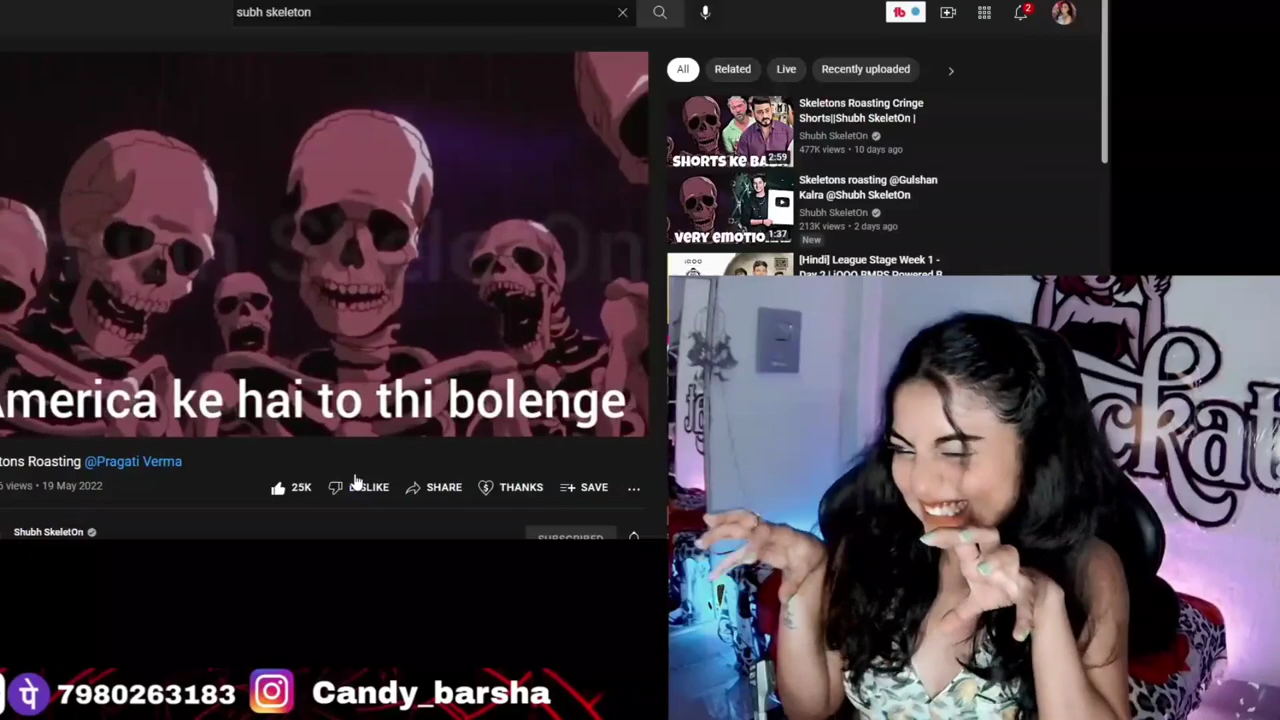 subh skeleton
2
All
Related
Live
Recently uploaded
Skeletons Roasting Cringe
Shorts||Shubh SkeletOn |
Shubh SkeletOn
477K views • 10 days ago
2:59
Skeletons roasting @Gulshan
Kalra @Shubh SkeletOn
Shubh SkeletOn
213K views • 2 days ago
New
VERY EMOTIO
1:37
[Hindi] League Stage Week 1 -
SHORTS KE BA
America ke hai to thi bolenge
tons Roasting @Pragati Verma
views • 19 May 2022
25K
DISLIKE
SHARE
THANKS
SAVE
Shubh SkeletOn
SUBSCRIBED
पे 7980263183
Candy_barsha
ckat